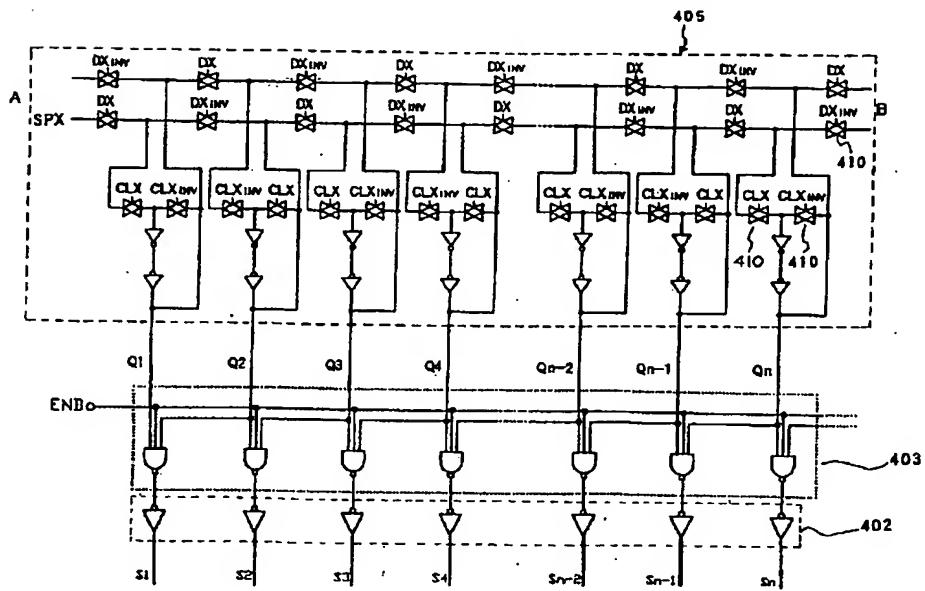 405
DXINV DX DXINV DX DXINV DX DXINV DX
A B
SPX DX DXINV DX DXINV DX DXINV DX DXINV
410
CLX CLXINV CLXINV CLX CLX CLXINV CLXINV CLX CLX CLXINV CLXINV CLX CLX CLXINV
410 410
Q1 Q2 Q3 Q4 Qn-2 Qn-1 Qn
END
403
402
S1 S2 S3 S4 Sn-2 Sn-1 Sn